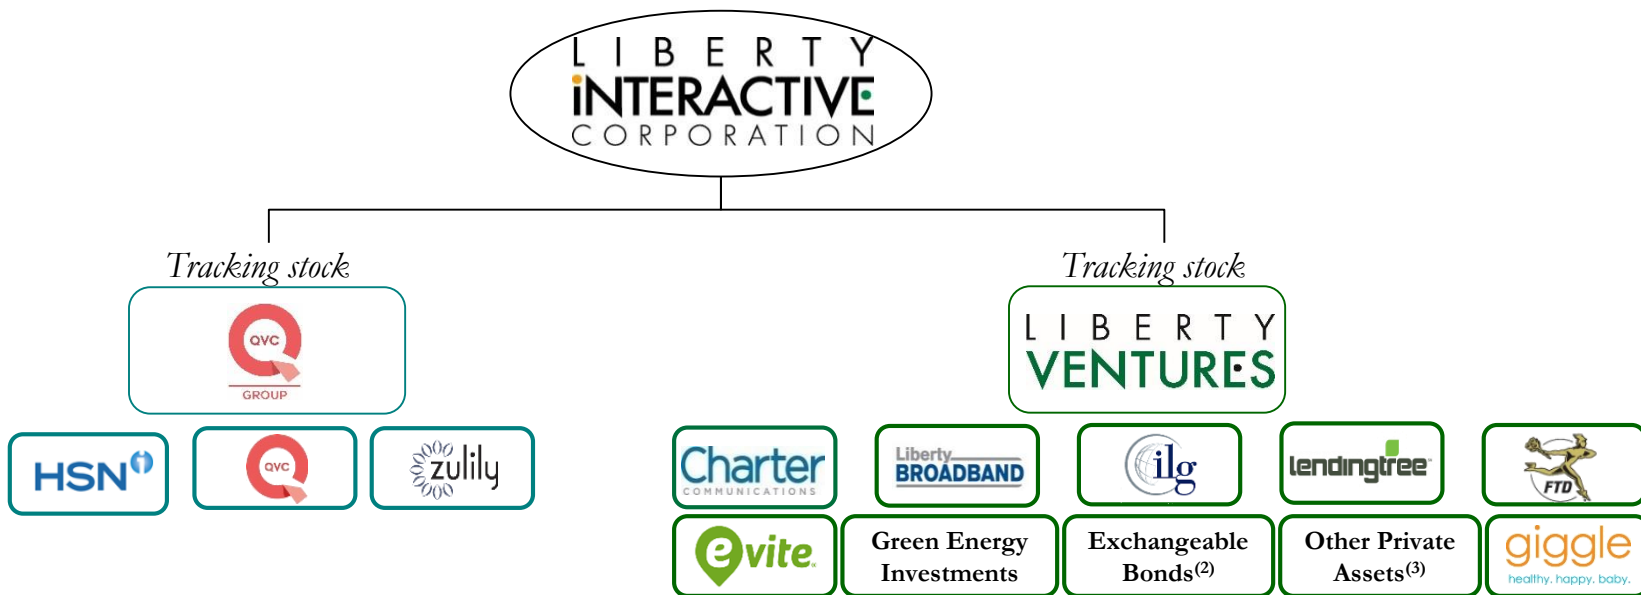 LIBERTY
iNTERACTIVE
CORPORATION
Tracking stock
Tracking stock
QVC
GROUP
LIBERTY
VENTURES
HSN
QVC
zulily
Charter
COMMUNICATIONS
Liberty
BROADBAND
ilg
lendingtree
FTD
evite
Green Energy
Investments
Exchangeable
Bonds(2)
Other Private
Assets(3)
giggle
healthy. happy. baby.